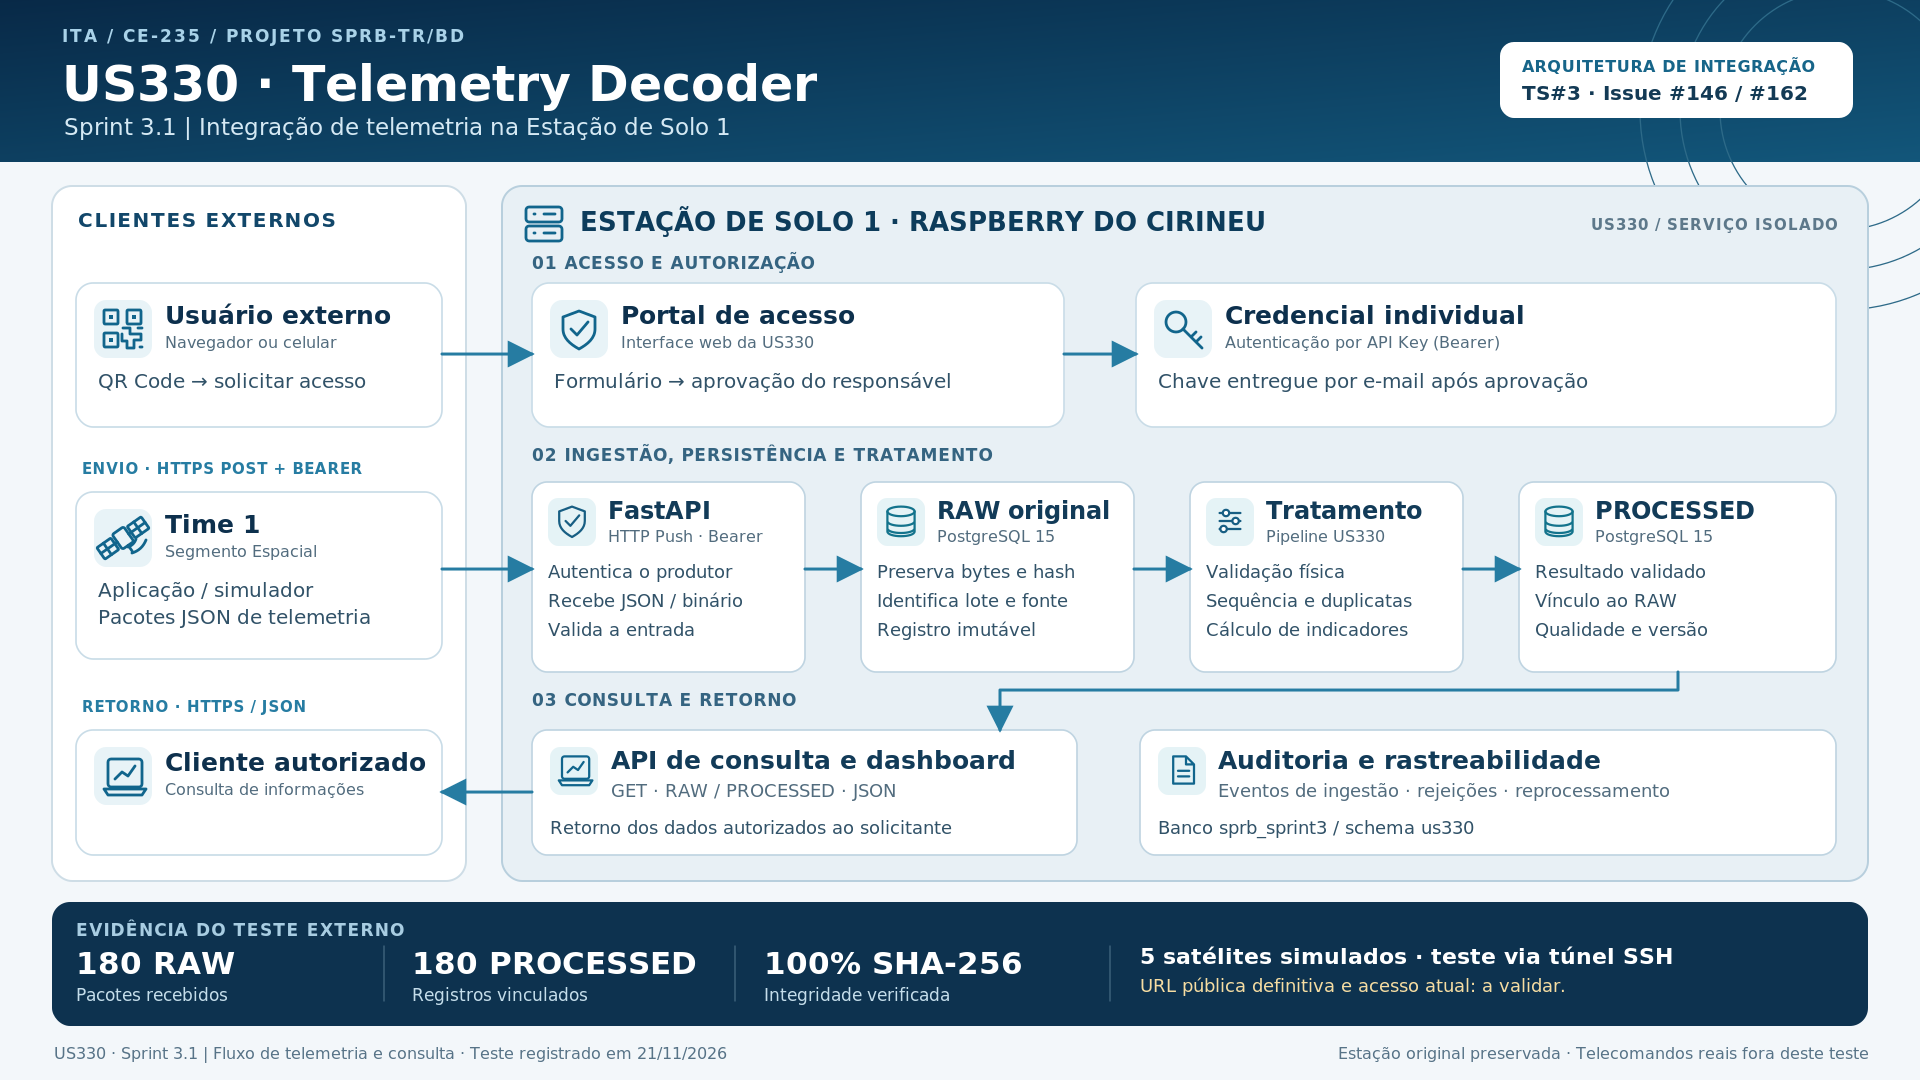 ITA / CE-235 / PROJETO SPRB-TR/BD
US330 · Telemetry Decoder
Sprint 3.1 | Integração de telemetria na Estação de Solo 1
ARQUITETURA DE INTEGRAÇÃO
TS#3 · Issue #146 / #162
CLIENTES EXTERNOS
Usuário externo
Navegador ou celular
QR Code → solicitar acesso
ENVIO · HTTPS POST + BEARER
Time 1
Segmento Espacial
Aplicação / simulador
Pacotes JSON de telemetria
RETORNO · HTTPS / JSON
Cliente autorizado
Consulta de informações
ESTAÇÃO DE SOLO 1 · RASPBERRY DO CIRINEU
US330 / SERVIÇO ISOLADO
01 ACESSO E AUTORIZAÇÃO
Portal de acesso
Interface web da US330
Formulário → aprovação do responsável
Credencial individual
Autenticação por API Key (Bearer)
Chave entregue por e-mail após aprovação
02 INGESTÃO, PERSISTÊNCIA E TRATAMENTO
FastAPI
HTTP Push · Bearer
Autentica o produtor
Recebe JSON / binário
Valida a entrada
RAW original
PostgreSQL 15
Preserva bytes e hash
Identifica lote e fonte
Registro imutável
Tratamento
Pipeline US330
Validação física
Sequência e duplicatas
Cálculo de indicadores
PROCESSED
PostgreSQL 15
Resultado validado
Vínculo ao RAW
Qualidade e versão
03 CONSULTA E RETORNO
API de consulta e dashboard
GET · RAW / PROCESSED · JSON
Retorno dos dados autorizados ao solicitante
Auditoria e rastreabilidade
Eventos de ingestão · rejeições · reprocessamento
Banco sprb_sprint3 / schema us330
EVIDÊNCIA DO TESTE EXTERNO
180 RAW
Pacotes recebidos
180 PROCESSED
Registros vinculados
100% SHA-256
Integridade verificada
5 satélites simulados · teste via túnel SSH
URL pública definitiva e acesso atual: a validar.
US330 · Sprint 3.1 | Fluxo de telemetria e consulta · Teste registrado em 21/11/2026
Estação original preservada · Telecomandos reais fora deste teste